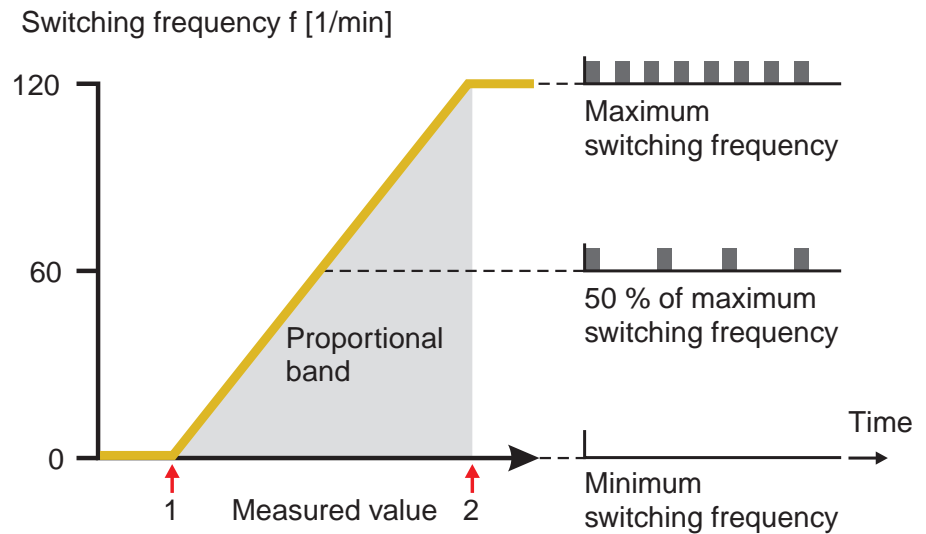 Switching frequency f [1/min]
120
Maximum
switching frequency
60
50 % of maximum
switching frequency
Proportional
band
Time
0
1
Measured value
2
Minimum
switching frequency